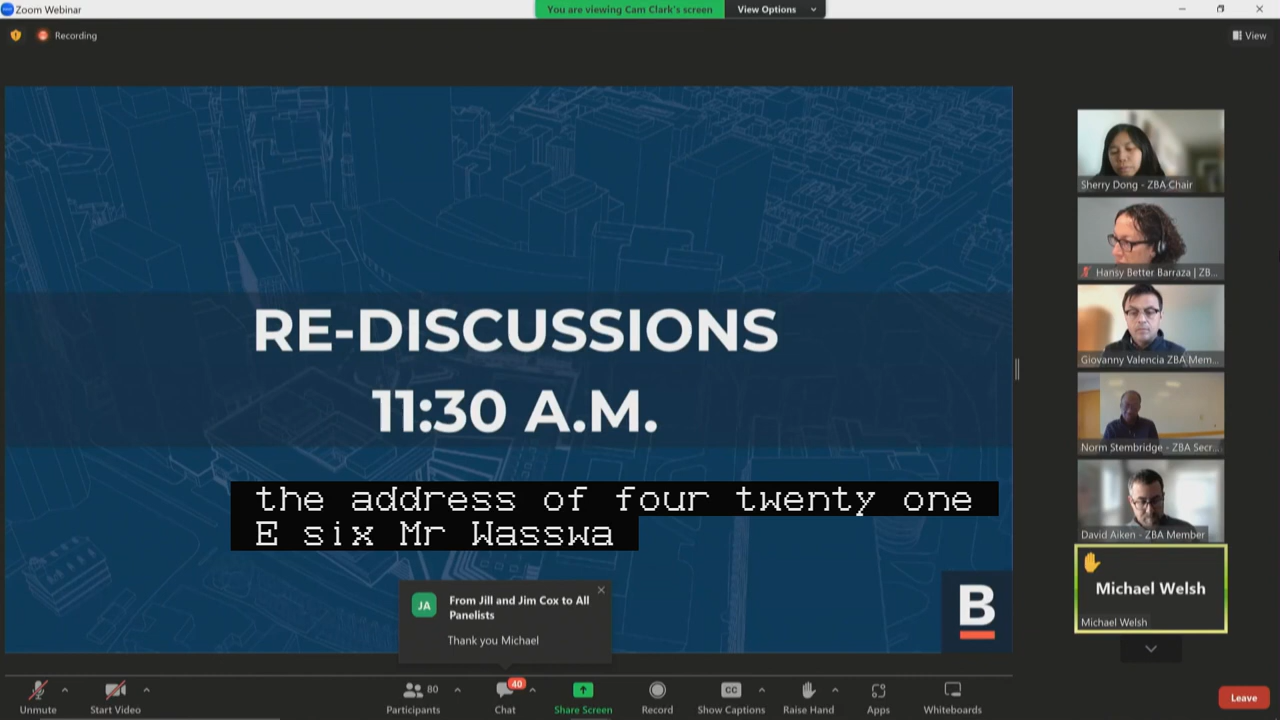 Zoom Webinar
You are viewing Cam Clark's screen
View Options
Recording
View
RE-DISCUSSIONS
11:30 A.M.
the address of four twenty one
E six Mr Wasswa
B
JA
From Jill and Jim Cox to All
Panelists
Thank you Michael
Sherry Dong - ZBA Chair
Hansy Better Barraza | ZB...
Giovanny Valencia ZBA Mem...
Norm Stembridge - ZBA Secr...
David Aiken - ZBA Member
Michael Welsh
Michael Welsh
Unmute
Start Video
80
Participants
40
Chat
Share Screen
Record
CC
Show Captions
Raise Hand
Apps
Whiteboards
Leave